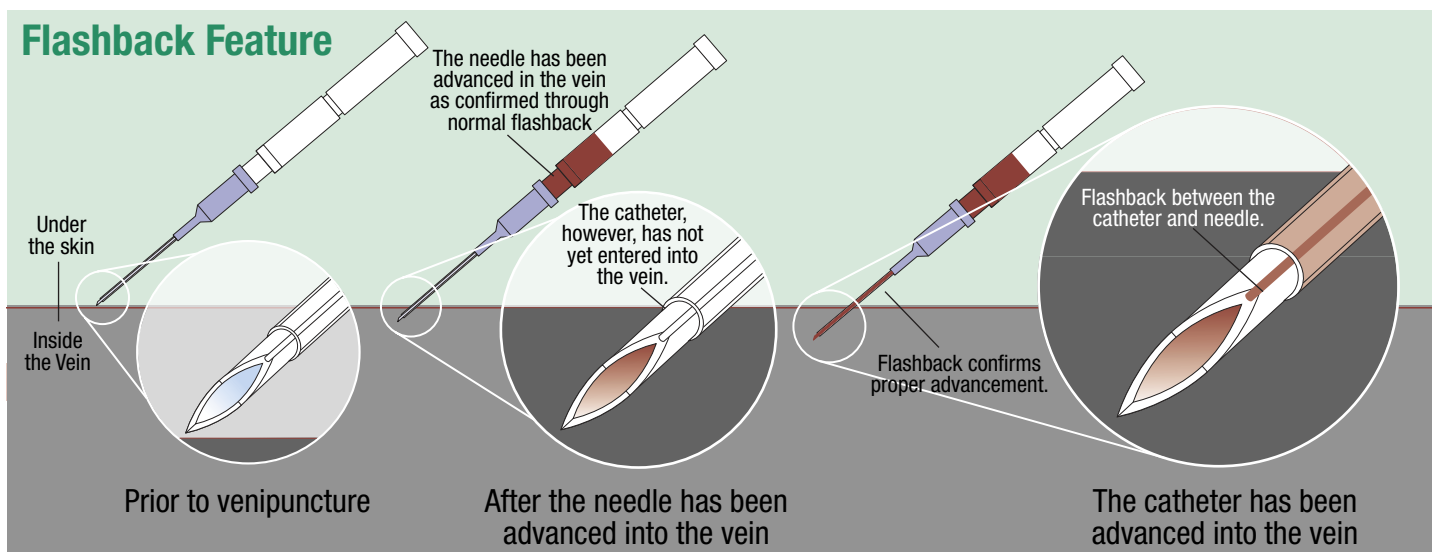 Flashback Feature
The needle has been
advanced in the vein
as confirmed through
normal flashback
Under
the skin
Inside
the Vein
The catheter,
however, has not
yet entered into
the vein.
Flashback between the
catheter and needle.
Flashback confirms
proper advancement.
Prior to venipuncture
After the needle has been
advanced into the vein
The catheter has been
advanced into the vein